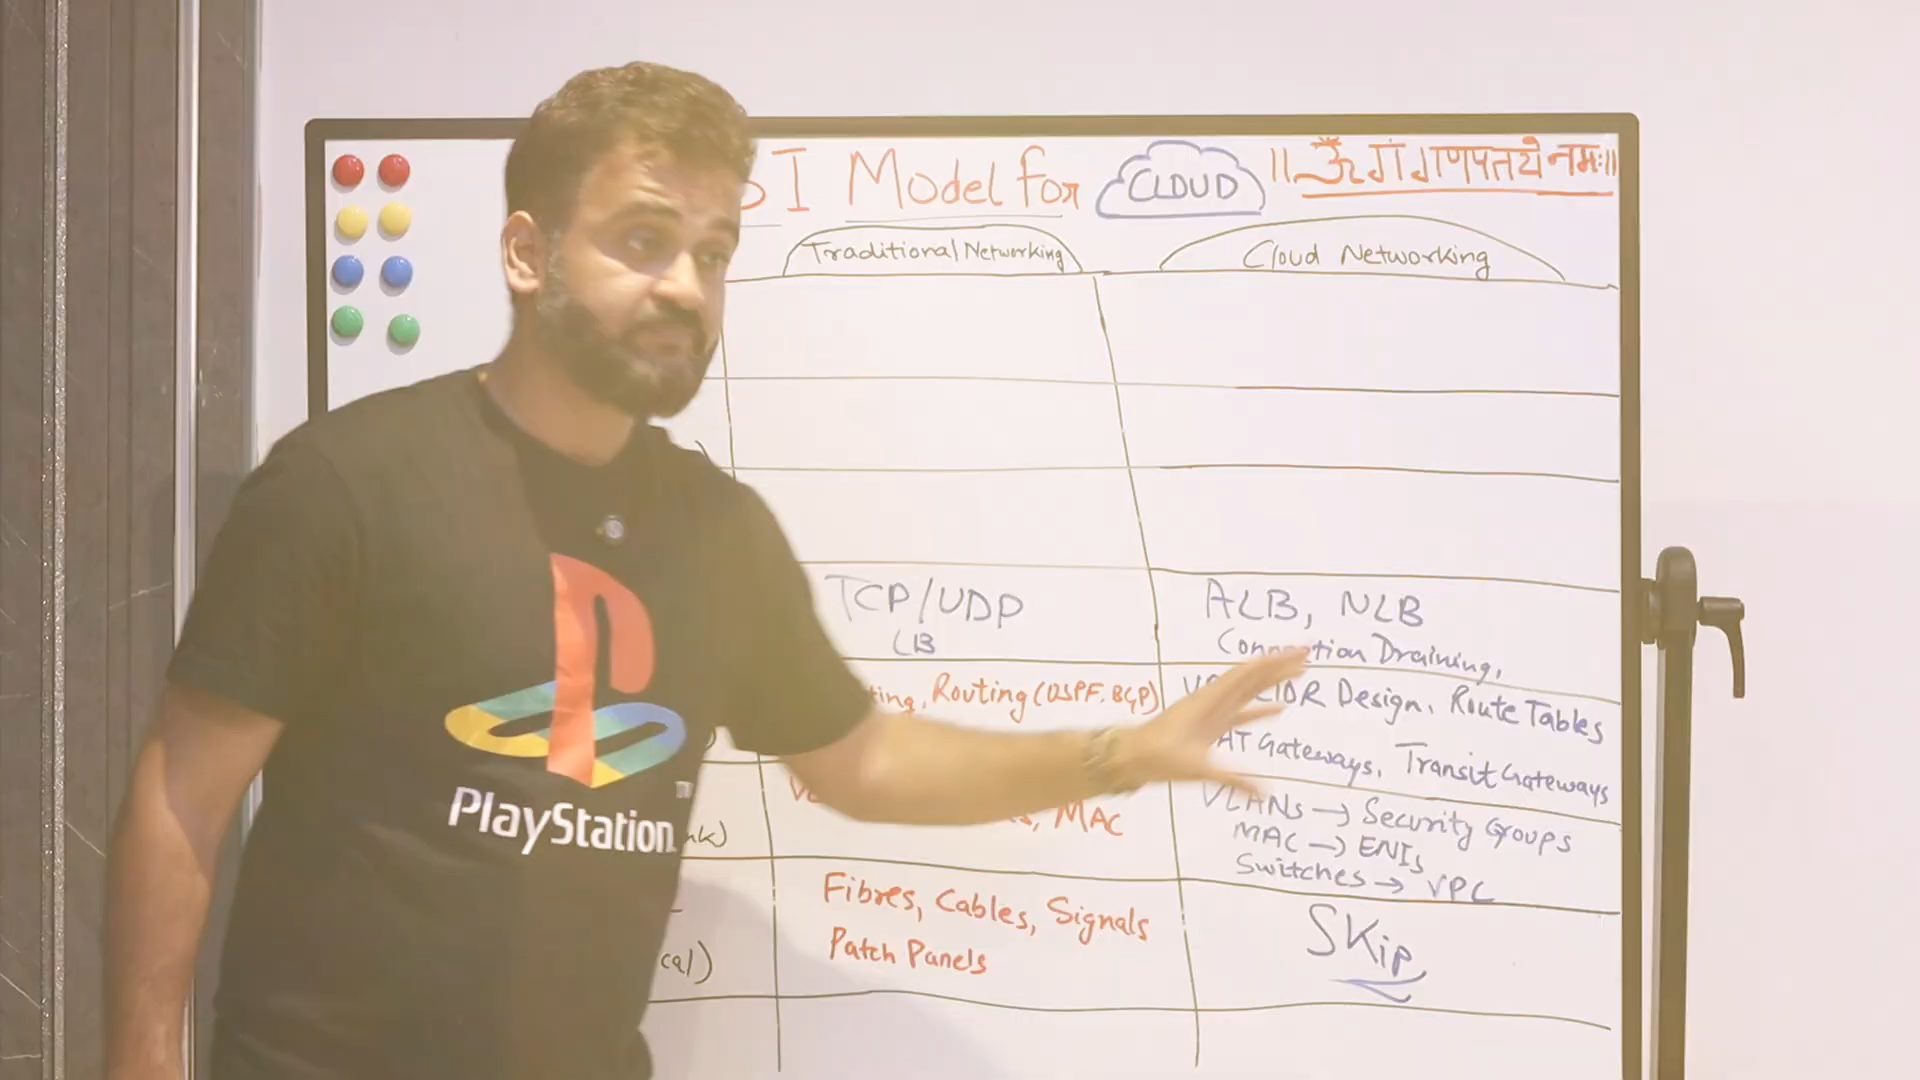 I Model For CLOUD ॥ ॐ गं गणपतये नमः॥
Traditional Networking Cloud Networking
TCP/UDP
LB
ALB, NLB
Connection Draining,
Routing (OSPF, BGP)
CIDR Design, Route Tables
Gateways, Transit Gateways
MAC
VLANs → Security Groups
MAC → ENIs
Switches → VPC
Fibres, Cables, Signals
Patch Panels
SKip
PlayStation